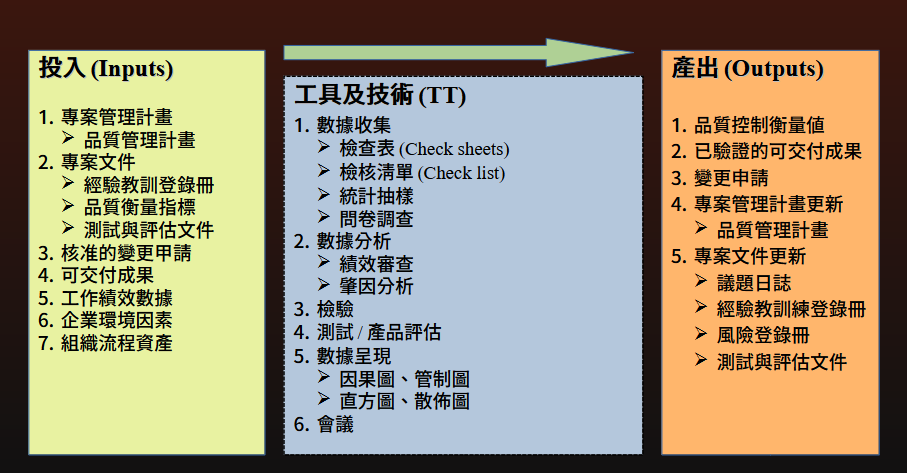 投入 (Inputs)
1. 專案管理計畫
➢ 品質管理計畫
2. 專案文件
➢ 經驗教訓登錄冊
➢ 品質衡量指標
➢ 測試與評估文件
3. 核准的變更申請
4. 可交付成果
5. 工作績效數據
6. 企業環境因素
7. 組織流程資產
工具及技術 (TT)
1. 數據收集
➢ 檢查表 (Check sheets)
➢ 檢核清單 (Check list)
➢ 統計抽樣
➢ 問卷調查
2. 數據分析
➢ 績效審查
➢ 肇因分析
3. 檢驗
4. 測試 / 產品評估
5. 數據呈現
➢ 因果圖、管制圖
➢ 直方圖、散佈圖
6. 會議
產出 (Outputs)
1. 品質控制衡量值
2. 已驗證的可交付成果
3. 變更申請
4. 專案管理計畫更新
➢ 品質管理計畫
5. 專案文件更新
➢ 議題日誌
➢ 經驗教訓練登錄冊
➢ 風險登錄冊
➢ 測試與評估文件